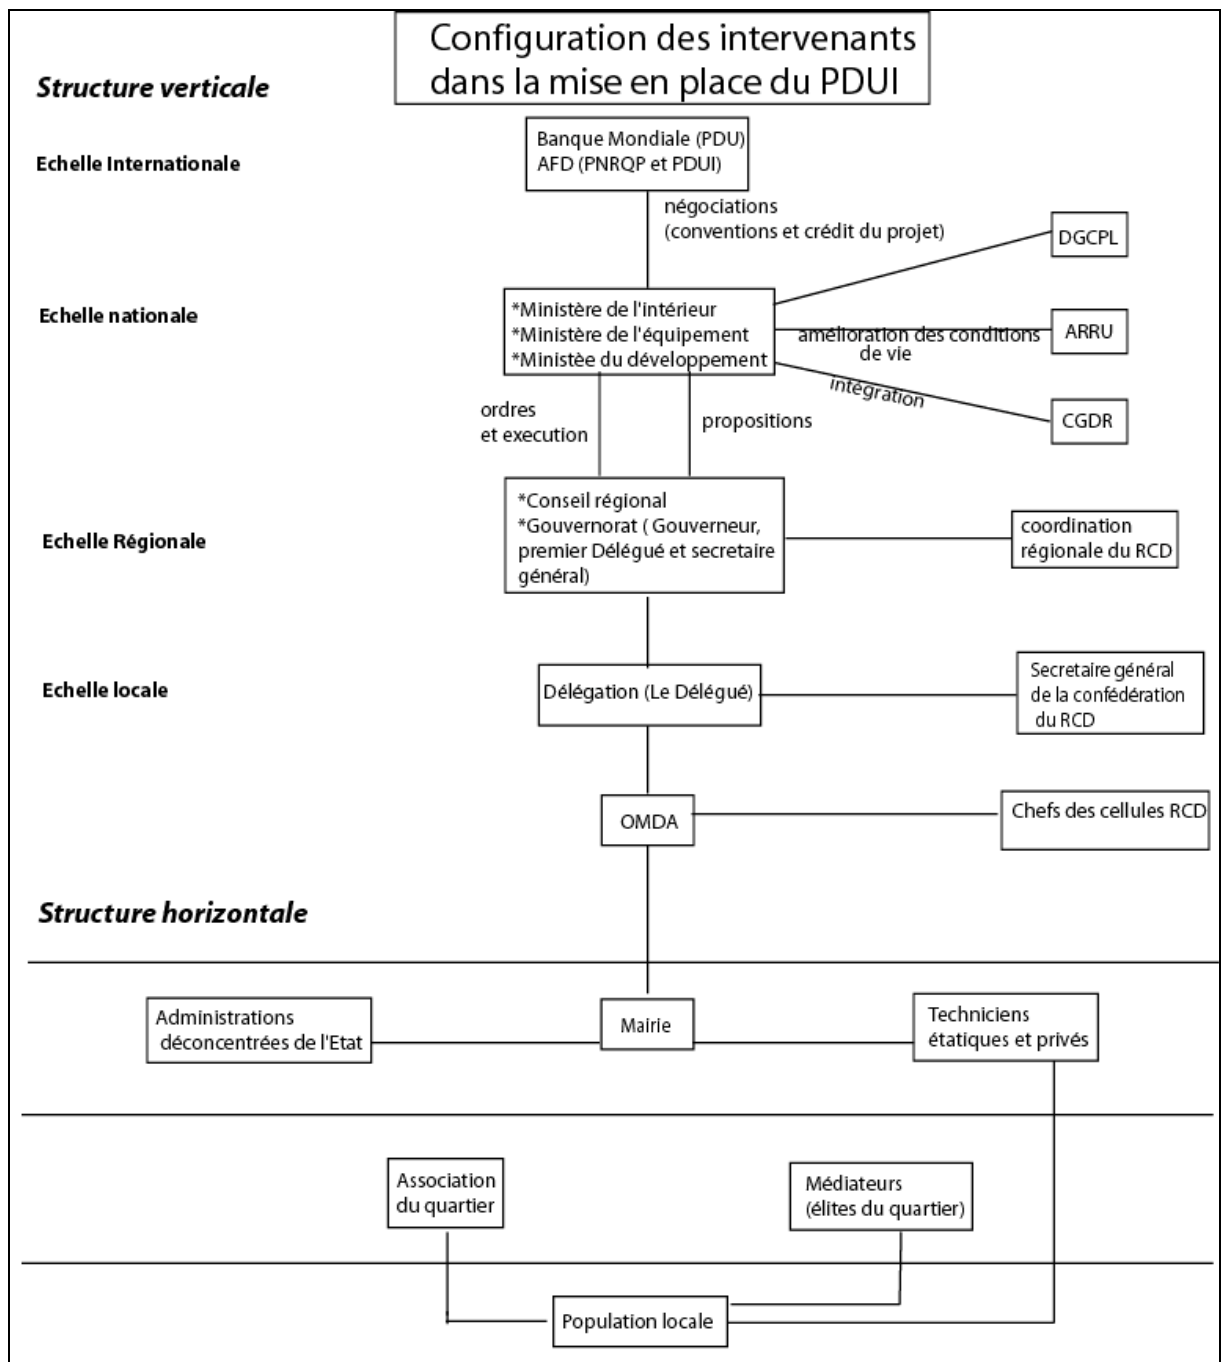 Configuration des intervenants
dans la mise en place du PDUI
Structure verticale
Echelle Internationale
Banque Mondiale (PDU)
AFD (PNRQP et PDUI)
négociations
(conventions et crédit du projet)
DGCPL
Echelle nationale
*Ministère de l'intérieur
*Ministère de l'équipement
*Ministèe du développement
amélioration des conditions
de vie
ARRU
intégration
CGDR
ordres
et execution
propositions
Echelle Régionale
*Conseil régional
*Gouvernorat ( Gouverneur,
premier Délégué et secretaire
général)
coordination
régionale du RCD
Echelle locale
Délégation (Le Délégué)
Secretaire général
de la confédération
du RCD
OMDA
Chefs des cellules RCD
Structure horizontale
Administrations
déconcentrées de l'Etat
Mairie
Techniciens
étatiques et privés
Association
du quartier
Médiateurs
(élites du quartier)
Population locale